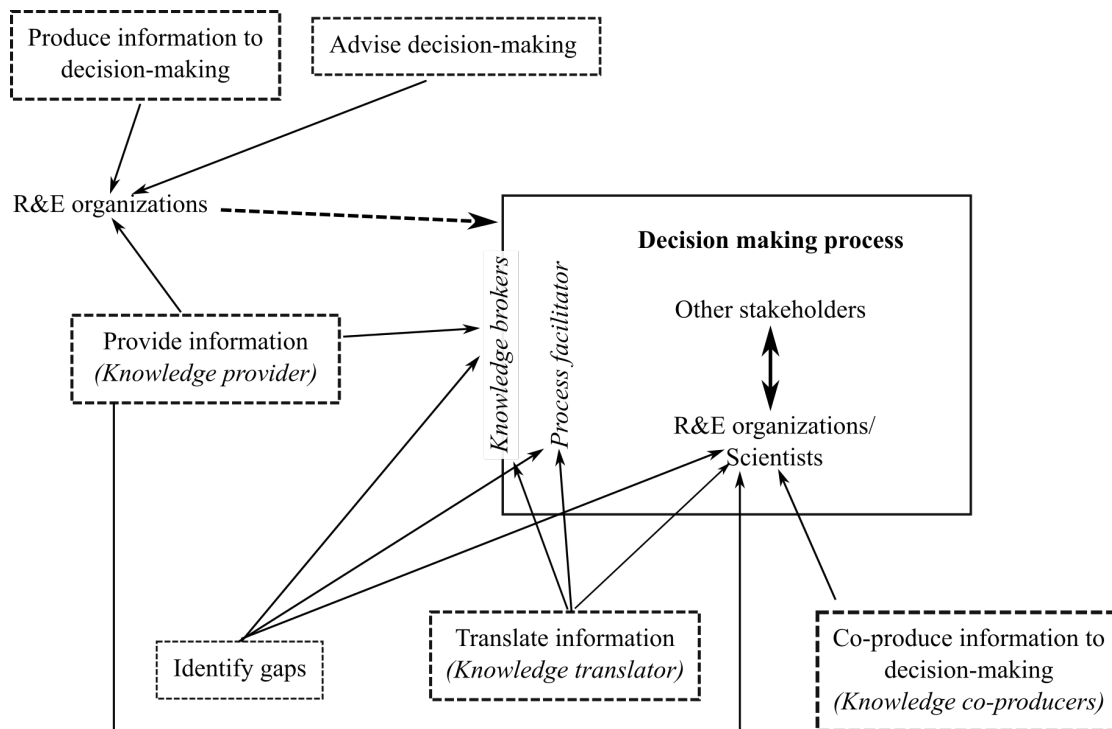 Produce information to
decision-making
Advise decision-making
R&E organizations
Decision making process
Knowledge brokers
Process facilitator
Other stakeholders
Provide information
(Knowledge provider)
R&E organizations/
Scientists
Identify gaps
Translate information
(Knowledge translator)
Co-produce information to
decision-making
(Knowledge co-producers)